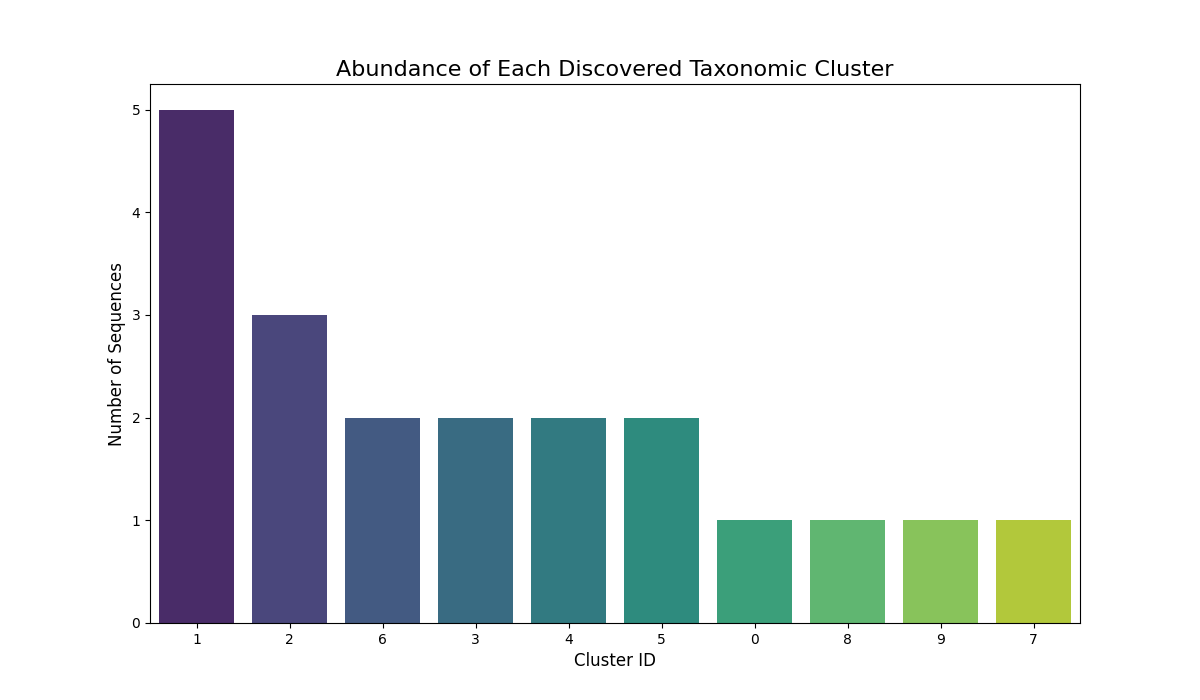 Abundance of Each Discovered Taxonomic Cluster
5
4
3
2
1
0
Number of Sequences
1 2 6 3 4 5 0 8 9 7
Cluster ID